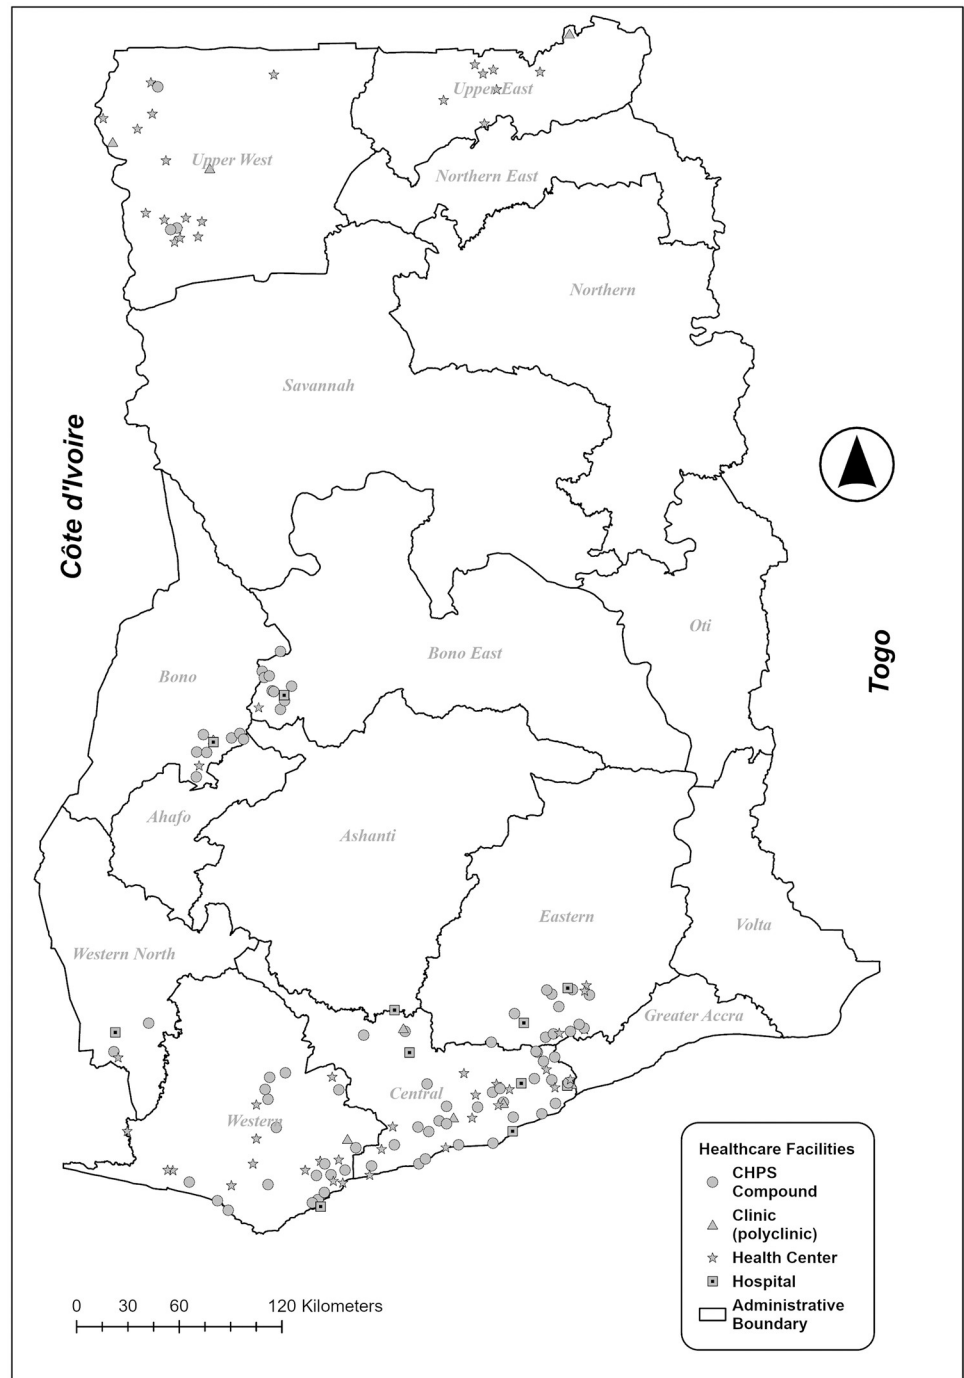 Upper East
Upper West
Northern East
Northern
Savannah
Côte d'Ivoire
Oti
Togo
Bono East
Bono
Ahafo
Ashanti
Eastern
Volta
Western North
Greater Accra
Central
Western
Healthcare Facilities
CHPS
Compound
Clinic
(polyclinic)
Health Center
Hospital
Administrative
Boundary
0 30 60 120 Kilometers